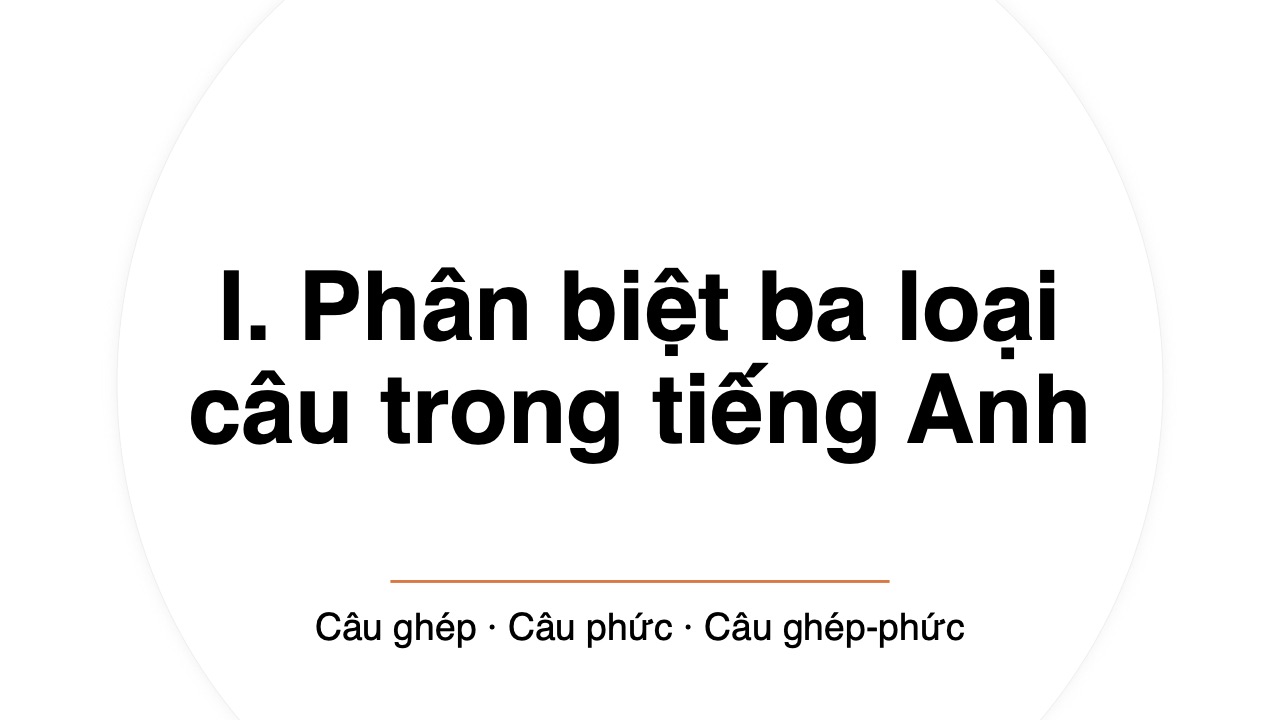 I. Phân biệt ba loại
câu trong tiếng Anh
Câu ghép · Câu phức · Câu ghép-phức